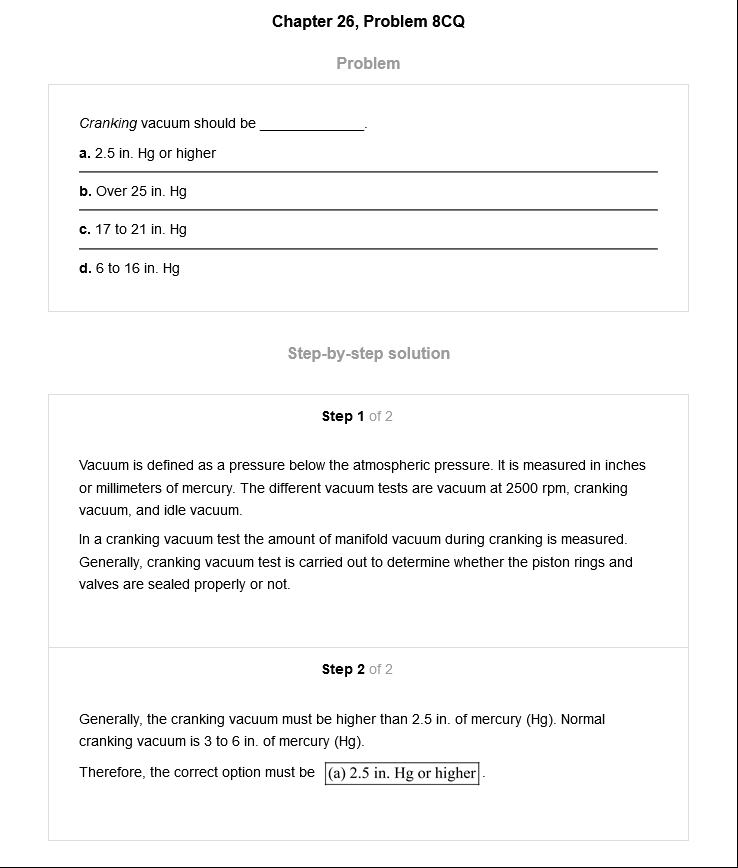 Chapter 26, Problem 8CQ
Problem
Cranking vacuum should be ______________.
a. 2.5 in. Hg or higher
b. Over 25 in. Hg
c. 17 to 21 in. Hg
d. 6 to 16 in. Hg
Step-by-step solution
Step 1 of 2
Vacuum is defined as a pressure below the atmospheric pressure. It is measured in inches
or millimeters of mercury. The different vacuum tests are vacuum at 2500 rpm, cranking
vacuum, and idle vacuum.
In a cranking vacuum test the amount of manifold vacuum during cranking is measured.
Generally, cranking vacuum test is carried out to determine whether the piston rings and
valves are sealed properly or not.
Step 2 of 2
Generally, the cranking vacuum must be higher than 2.5 in. of mercury (Hg). Normal
cranking vacuum is 3 to 6 in. of mercury (Hg).
Therefore, the correct option must be (a) 2.5 in. Hg or higher.